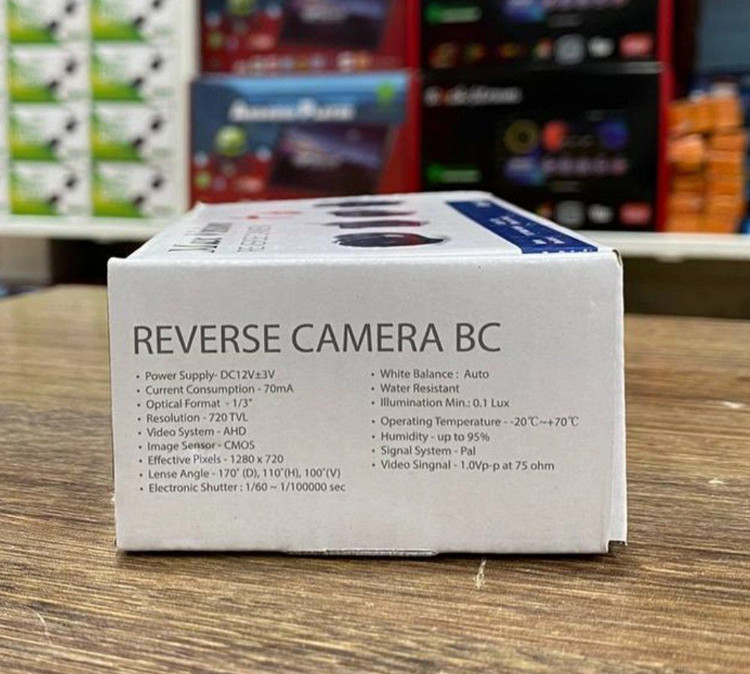 REVERSE CAMERA BC
• Power Supply- DC12V±3V
• Current Consumption - 70mA
• Optical Format - 1/3"
• Resolution - 720 TVL
• Video System - AHD
• Image Sensor - CMOS
• Effective Pixels - 1280 x 720
• Lense Angle - 170° (D), 110°(H), 100°(V)
• Electronic Shutter : 1/60 ~ 1/100000 sec
• White Balance : Auto
• Water Resistant
• Illumination Min.: 0.1 Lux
• Operating Temperature - -20℃~+70℃
• Humidity - up to 95%
• Signal System - Pal
• Video Singnal - 1.0Vp-p at 75 ohm